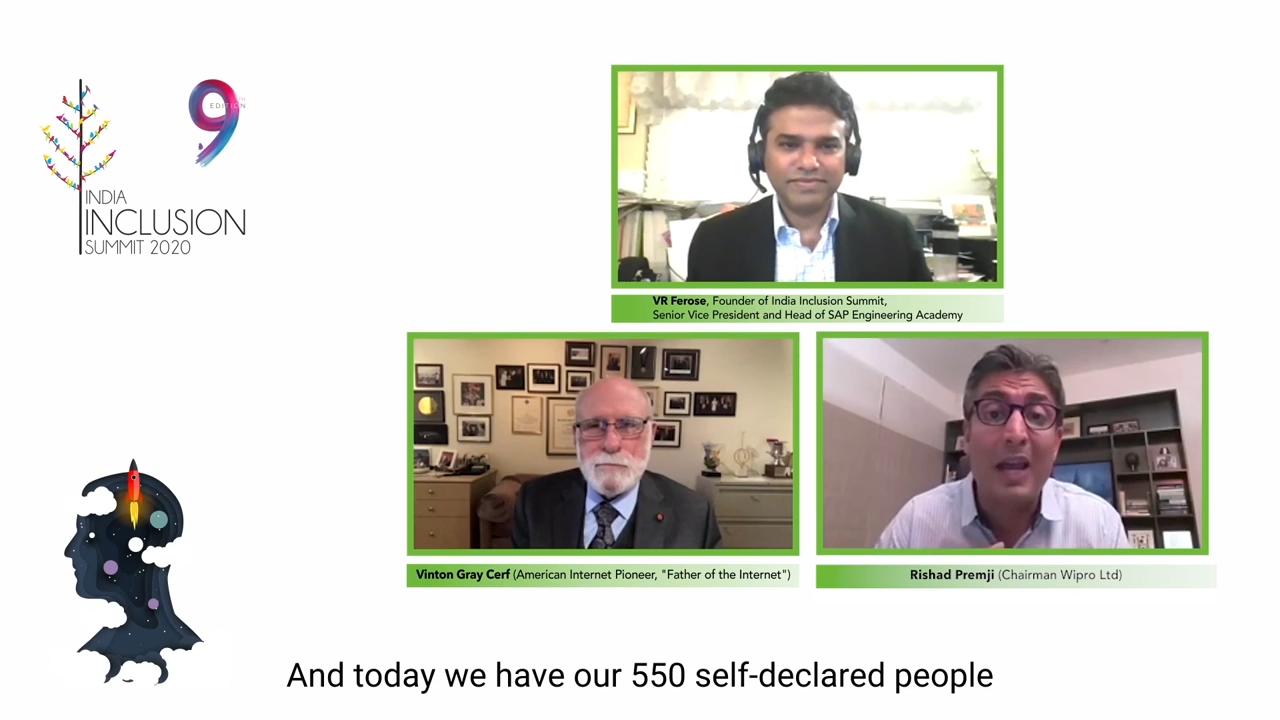 9
EDITION
INDIA
INCLUSION
SUMMIT 2020
VR Ferose, Founder of India Inclusion Summit,
Senior Vice President and Head of SAP Engineering Academy
Vinton Gray Cerf (American Internet Pioneer, "Father of the Internet")
Rishad Premji (Chairman Wipro Ltd)
And today we have our 550 self-declared people